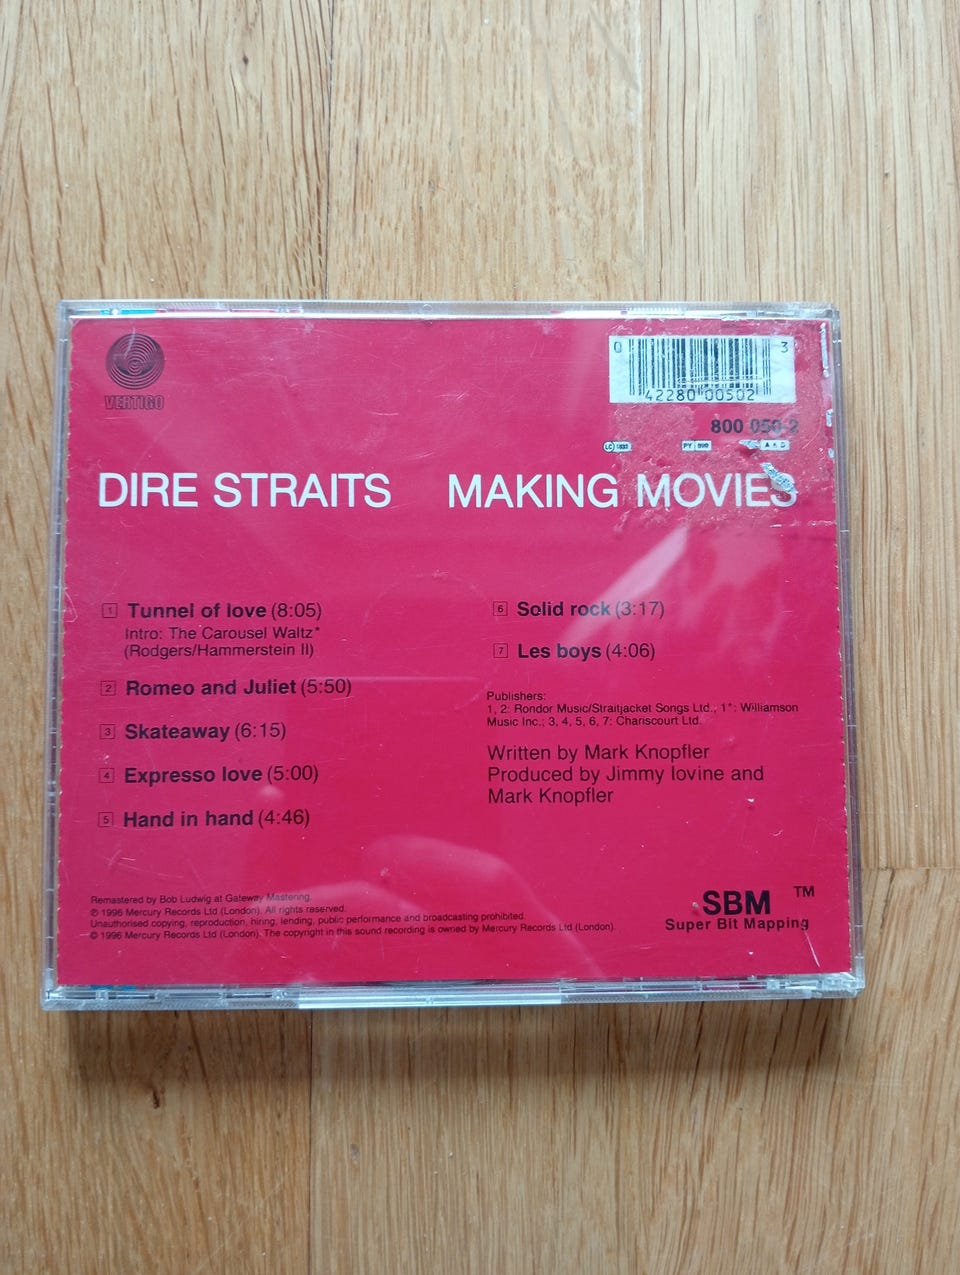 VERTIGO
0 42280 00502 3
800 050-2
LC
PY 999
DIRE STRAITS MAKING MOVIES
1 Tunnel of love (8:05)
Intro: The Carousel Waltz*
(Rodgers/Hammerstein II)
2 Romeo and Juliet (5:50)
3 Skateaway (6:15)
4 Expresso love (5:00)
5 Hand in hand (4:46)
6 Solid rock (3:17)
7 Les boys (4:06)
Publishers:
1, 2: Rondor Music/Straitjacket Songs Ltd., 1*: Williamson
Music Inc.; 3, 4, 5, 6, 7: Chariscourt Ltd.
Written by Mark Knopfler
Produced by Jimmy Iovine and
Mark Knopfler
Remastered by Bob Ludwig at Gateway Mastering.
℗ 1996 Mercury Records Ltd (London). All rights reserved.
Unauthorised copying, reproduction, hiring, lending, public performance and broadcasting prohibited.
© 1996 Mercury Records Ltd (London). The copyright in this sound recording is owned by Mercury Records Ltd (London).
SBM TM
Super Bit Mapping